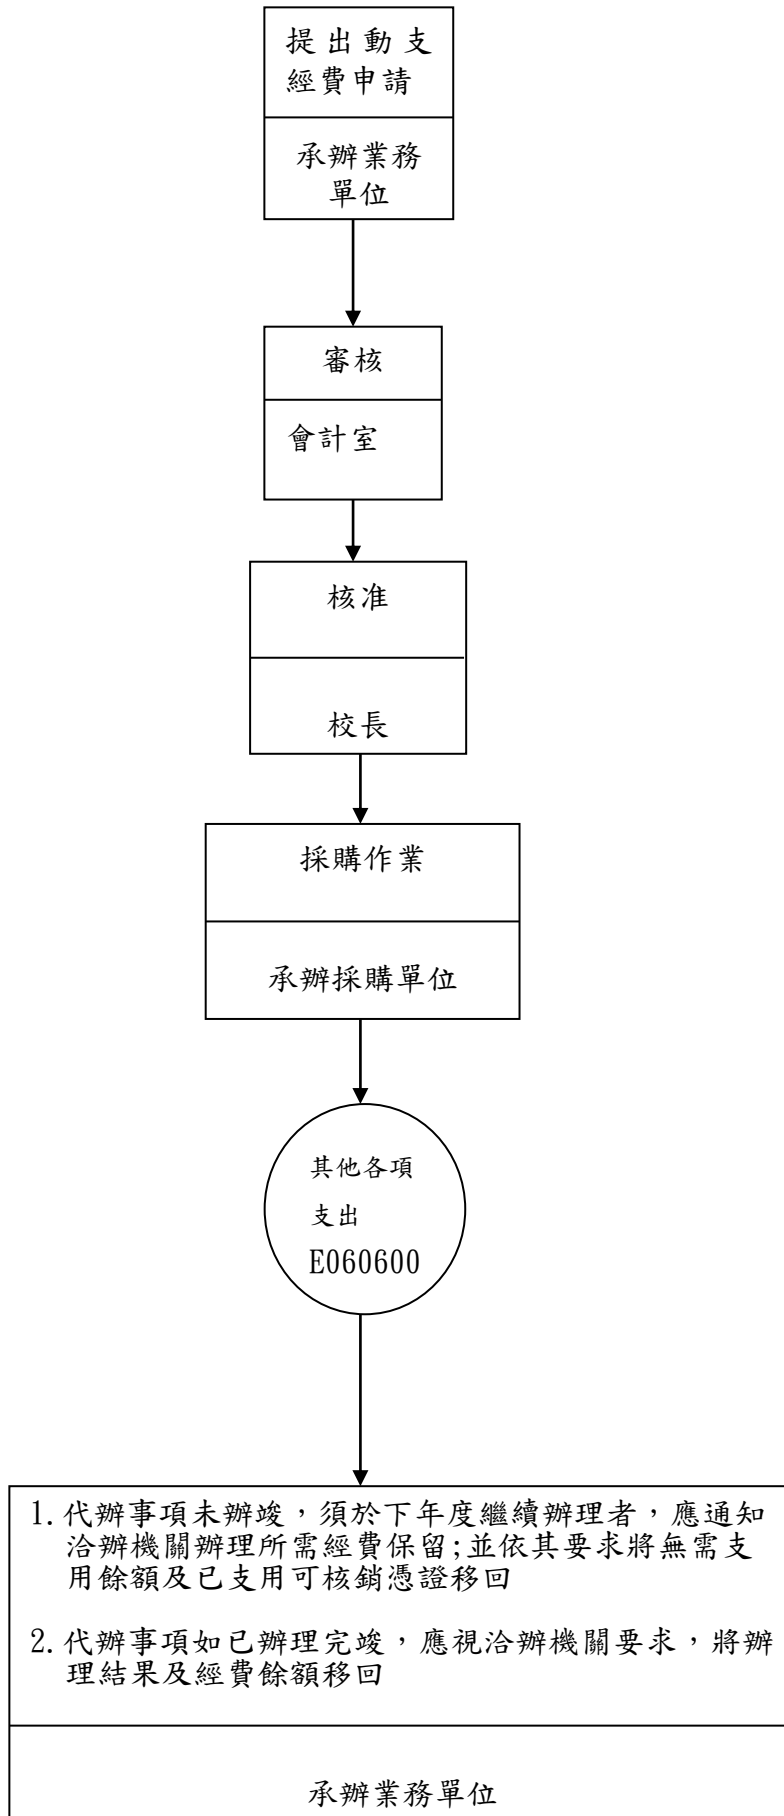 提出動支
經費申請
承辦業務
單位
審核
會計室
核准
校長
採購作業
承辦採購單位
其他各項
支出
E060600
1.代辦事項未辦竣，須於下年度繼續辦理者，應通知
洽辦機關辦理所需經費保留;並依其要求將無需支
用餘額及已支用可核銷憑證移回
2.代辦事項如已辦理完竣，應視洽辦機關要求，將辦
理結果及經費餘額移回
承辦業務單位